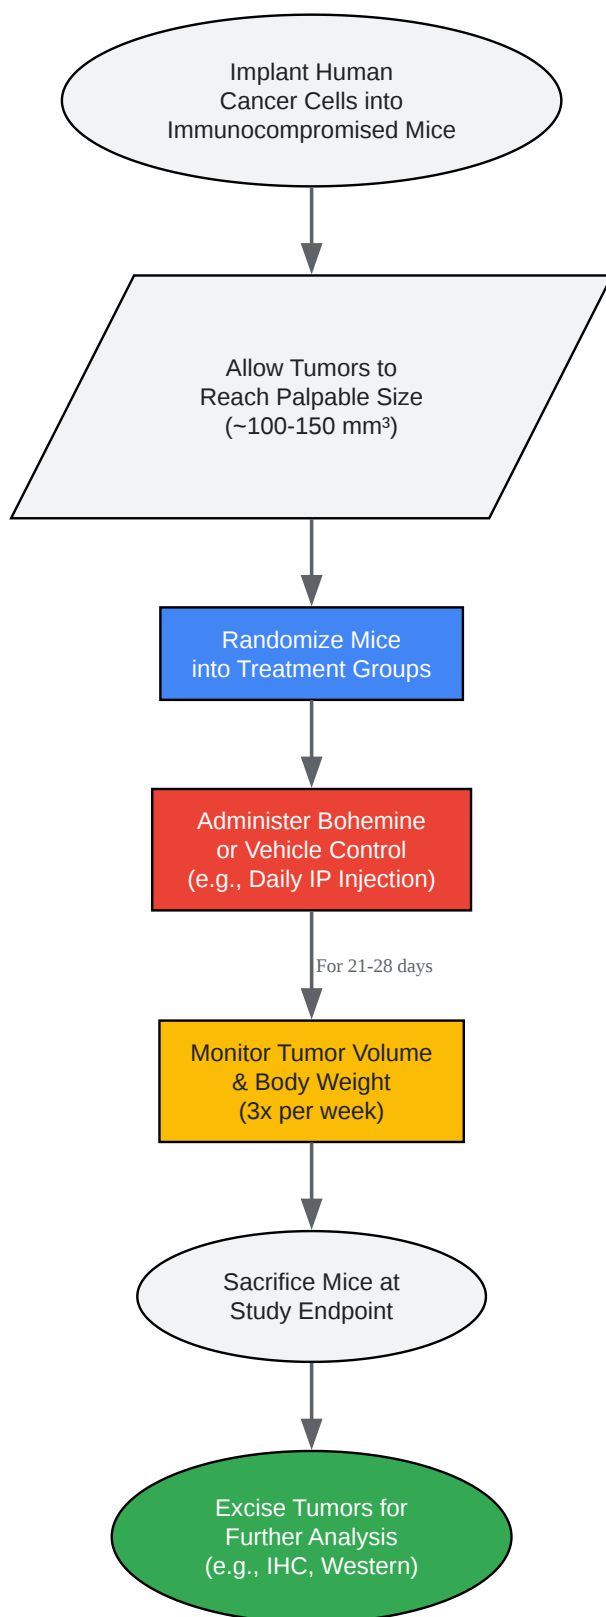 Implant Human
Cancer Cells into
Immunocompromised Mice
Allow Tumors to
Reach Palpable Size
(~100-150 mm³)
Randomize Mice
into Treatment Groups
Administer Bohemine
or Vehicle Control
(e.g., Daily IP Injection)
For 21-28 days
Monitor Tumor Volume
& Body Weight
(3x per week)
Sacrifice Mice at
Study Endpoint
Excise Tumors for
Further Analysis
(e.g., IHC, Western)